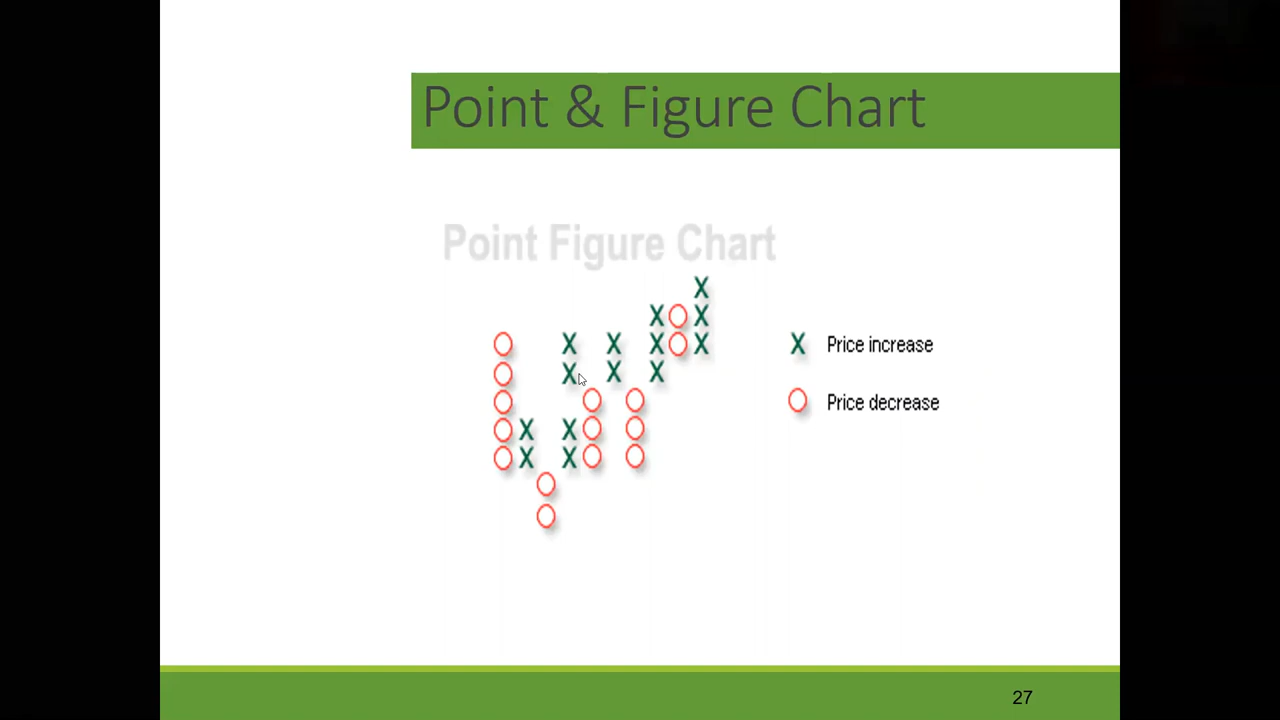 Point & Figure Chart
Point Figure Chart
X
X O X
O X X X O X Price increase
O X X X
O O O Price decrease
O X X O O
O X X O O
O
O
27